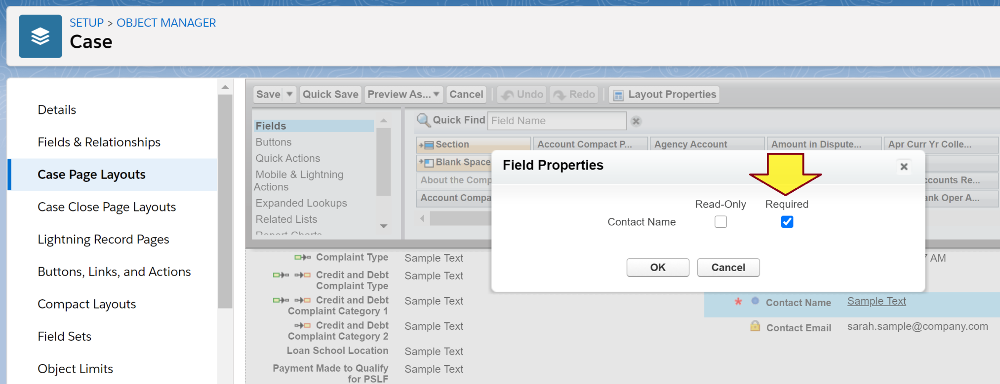 SETUP > OBJECT MANAGER
Case
Details
Fields & Relationships
Case Page Layouts
Case Close Page Layouts
Lightning Record Pages
Buttons, Links, and Actions
Compact Layouts
Field Sets
Object Limits
Save Quick Save Preview As... Cancel Undo Redo Layout Properties
Fields
Buttons
Quick Actions
Mobile & Lightning
Actions
Expanded Lookups
Related Lists
Report Charts
Quick Find Field Name
Section Account Compact P... Agency Account Amount in Dispute... Apr Curr Yr Colle...
Blank Space
About the Comp
Account Compa
Accounts Re...
Oper A...
Field Properties
Read-Only Required
Contact Name
OK Cancel
Complaint Type Sample Text
AM
Credit and Debt Sample Text
Complaint Type
Credit and Debt Sample Text
Complaint Category 1
Contact Name Sample Text
Credit and Debt Sample Text
Complaint Category 2
Contact Email sarah.sample@company.com
Loan School Location Sample Text
Payment Made to Qualify Sample Text
for PSLF